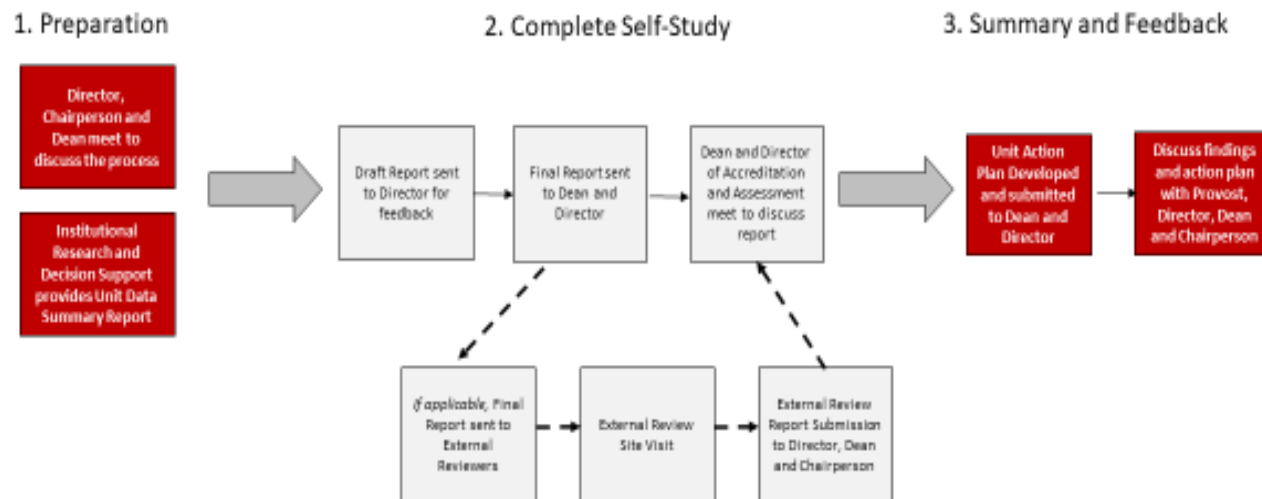 1. Preparation
2. Complete Self-Study
3. Summary and Feedback
Director,
Chairperson and
Dean meet to
discuss the process
Institutional
Research and
Decision Support
provides Unit Data
Summary Report
Draft Report sent
to Director for
feedback
Final Report sent
to Dean and
Director
Dean and Director
of Accreditation
and Assessment
meet to discuss
report
If applicable, Final
Report sent to
External
Reviewers
External Review
Site Visit
External Review
Report Submission
to Director, Dean
and Chairperson
Unit Action
Plan Developed
and submitted
to Dean and
Director
Discuss findings
and action plan
with Provost,
Director, Dean
and Chairperson